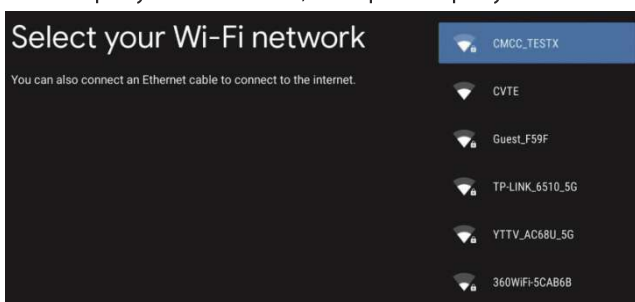 Select your Wi-Fi network
You can also connect an Ethernet cable to connect to the internet.
CMCC_TESTX
CVTE
Guest_F59F
TP-LINK_6510_5G
YTTV_AC68U_5G
360WiFi-5CAB6B